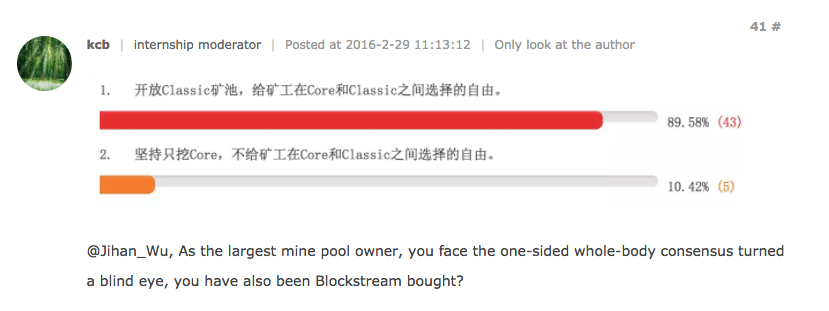 41 #
kcb | internship moderator | Posted at 2016-2-29 11:13:12 | Only look at the author
1. 开放Classic矿池，给矿工在Core和Classic之间选择的自由。
89.58% (43)
2. 坚持只挖Core，不给矿工在Core和Classic之间选择的自由。
10.42% (5)
@Jihan_Wu, As the largest mine pool owner, you face the one-sided whole-body consensus turned
a blind eye, you have also been Blockstream bought?